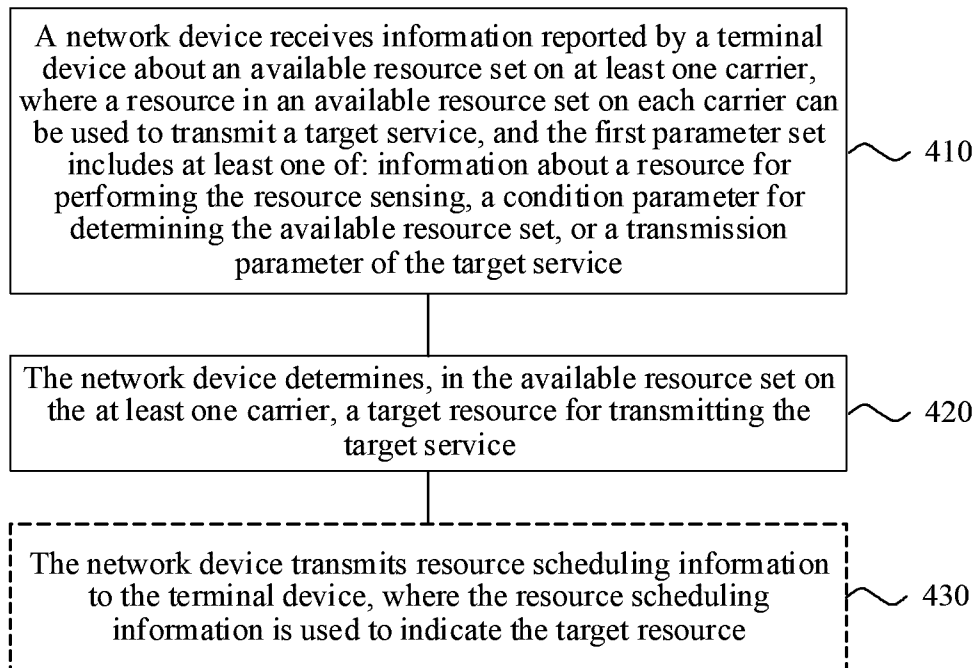 A network device receives information reported by a terminal
device about an available resource set on at least one carrier,
where a resource in an available resource set on each carrier can
be used to transmit a target service, and the first parameter set
includes at least one of: information about a resource for
performing the resource sensing, a condition parameter for
determining the available resource set, or a transmission
parameter of the target service
410
The network device determines, in the available resource set on
the at least one carrier, a target resource for transmitting the
target service
420
The network device transmits resource scheduling information
to the terminal device, where the resource scheduling
information is used to indicate the target resource
430